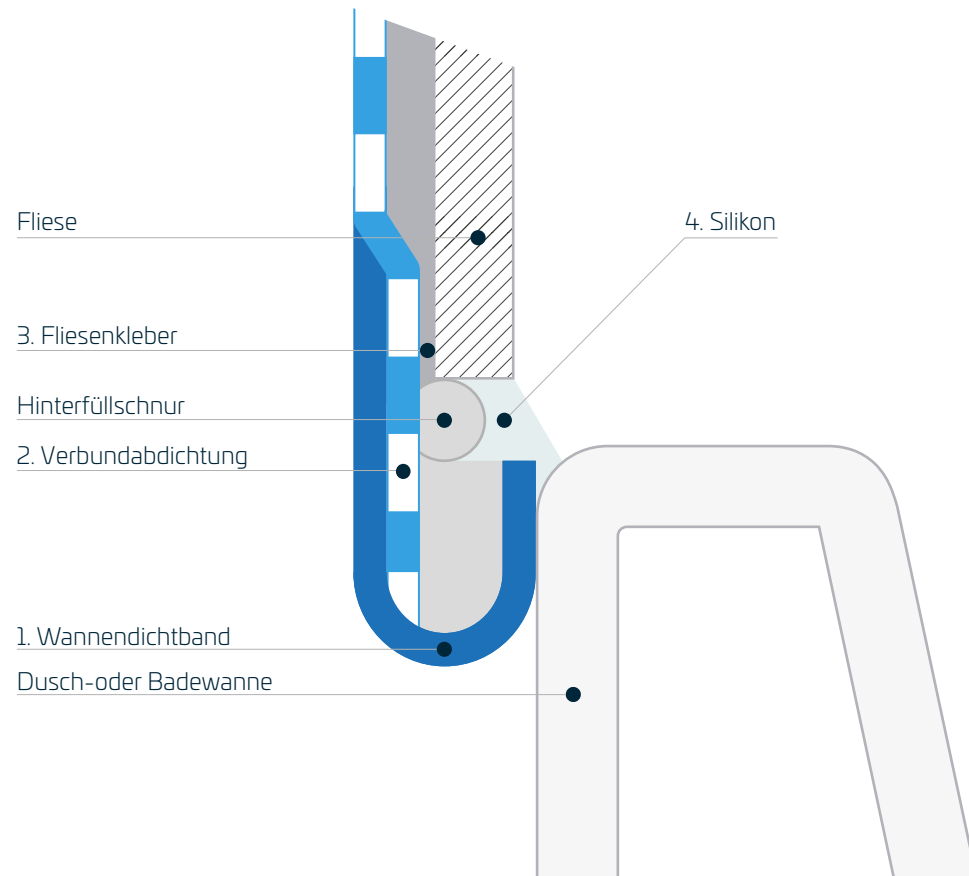 Fliese
4. Silikon
3. Fliesenkleber
Hinterfüllschnur
2. Verbundabdichtung
1. Wannendichtband
Dusch-oder Badewanne